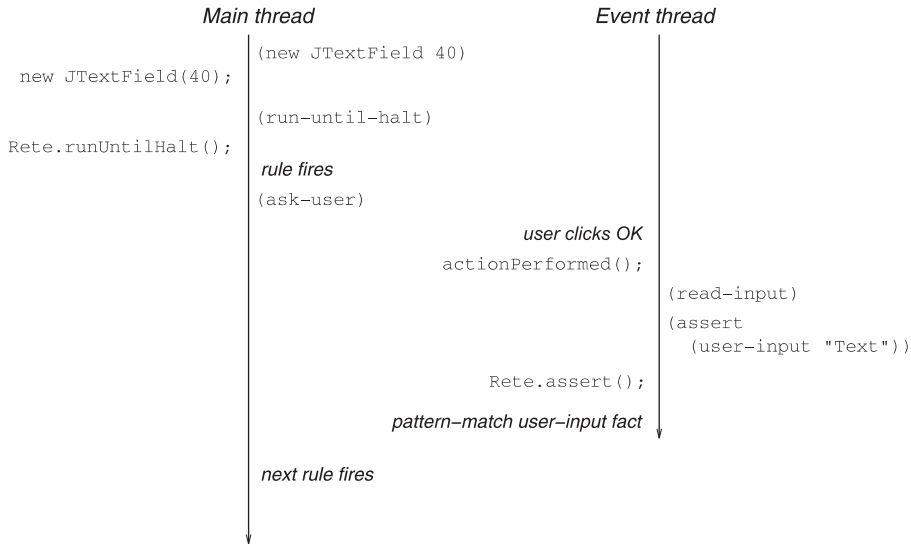 Main thread
Event thread
(new JTextField 40)
new JTextField(40);
(run-until-halt)
Rete.runUntilHalt();
rule fires
(ask-user)
user clicks OK
actionPerformed();
(read-input)
(assert
(user-input "Text"))
Rete.assert();
pattern-match user-input fact
next rule fires